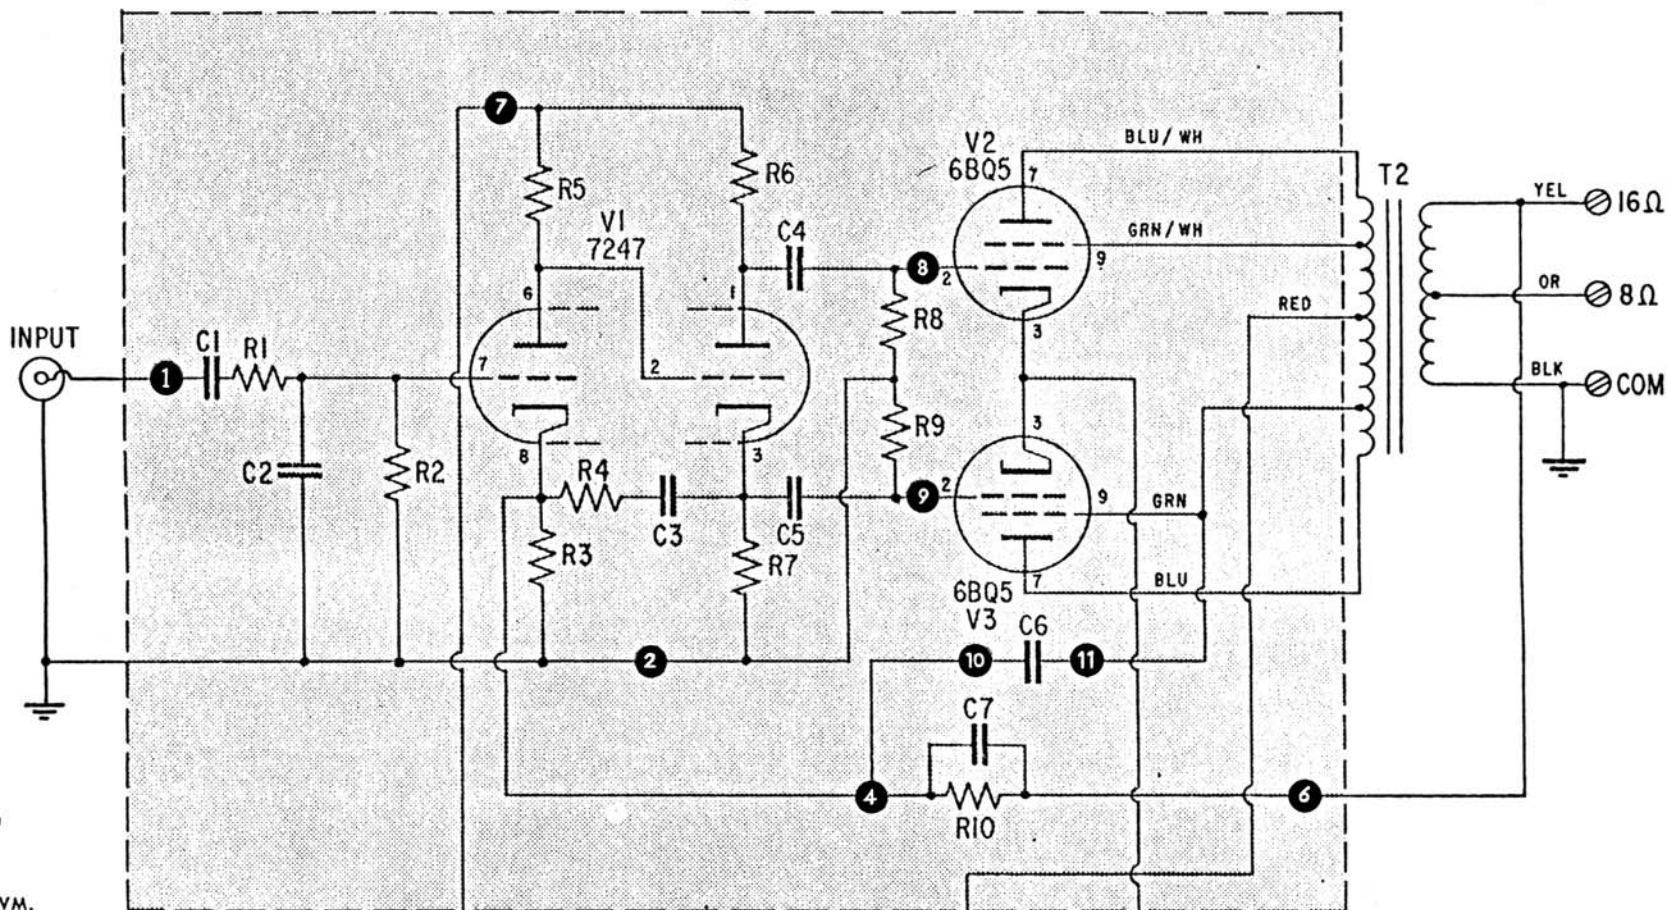 7
BLU/WH
V2
6BQ5
7
T2
R6
R5
YEL
16Ω
V1
7247
C4
GRN/WH
9
8
2
6
1
OR
8Ω
RED
R8
3
INPUT
C1
R1
7
2
1
BLK
COM
R9
3
8
3
C2
R2
R4
C3
C5
9
2
9
GRN
R3
R7
7
BLU
6BQ5
V3
C6
2
10
11
C7
4
6
R10
VM.